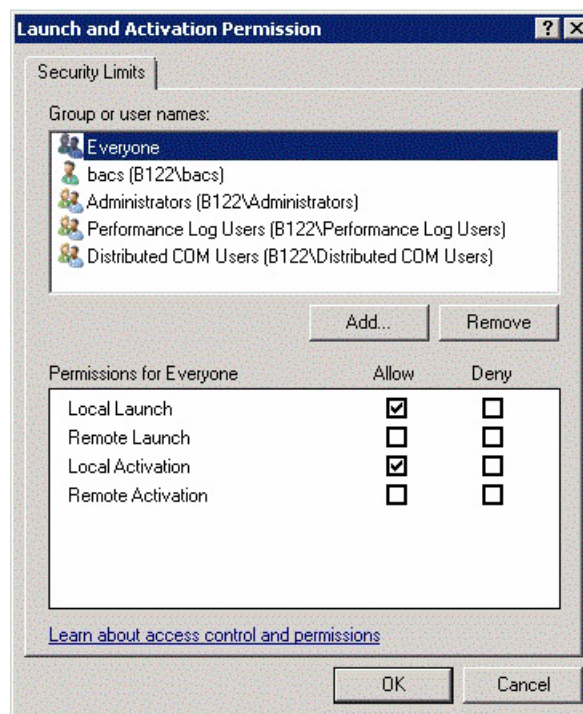 Launch and Activation Permission
Security Limits
Group or user names:
Everyone
bacs (B122\bacs)
Administrators (B122\Administrators)
Performance Log Users (B122\Performance Log Users)
Distributed COM Users (B122\Distributed COM Users)
Add... Remove
Permissions for Everyone Allow Deny
Local Launch
Remote Launch
Local Activation
Remote Activation
Learn about access control and permissions
OK Cancel